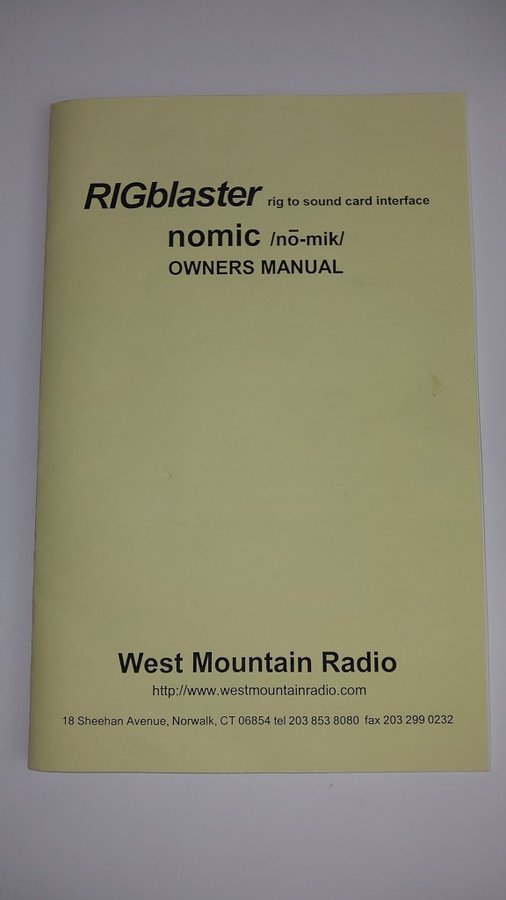 RIGblaster rig to sound card interface
nomic /nō-mik/
OWNERS MANUAL
West Mountain Radio
http://www.westmountainradio.com
18 Sheehan Avenue, Norwalk, CT 06854 tel 203 853 8080 fax 203 299 0232